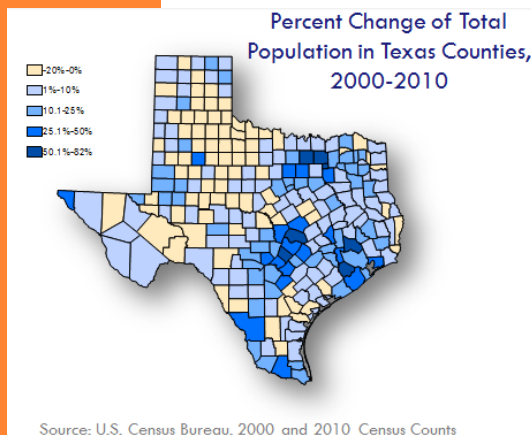 Percent Change of Total
Population in Texas Counties,
2000-2010
-20%-0%
1%-10%
10.1-25%
25.1%-50%
50.1%-82%
Source: U.S. Census Bureau, 2000 and 2010 Census Counts